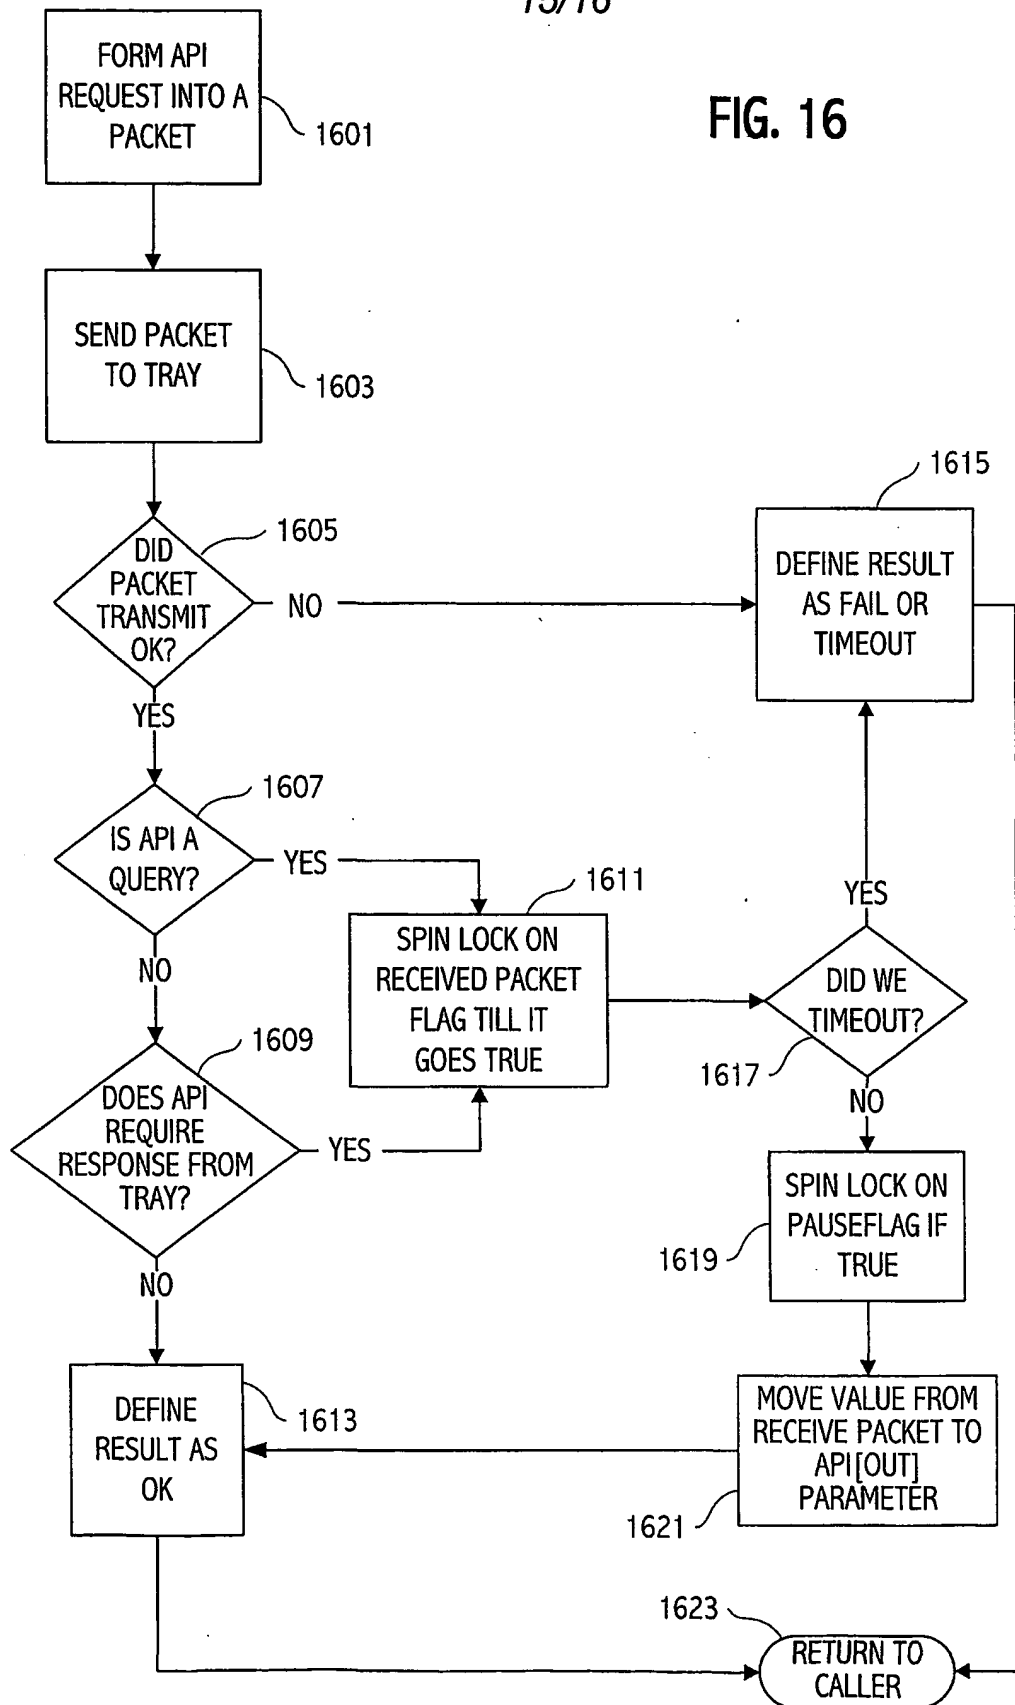 15/16
FORM API
REQUEST INTO A
PACKET
1601
FIG. 16
SEND PACKET
TO TRAY
1603
1615
DEFINE RESULT
AS FAIL OR
TIMEOUT
1605
DID
PACKET
TRANSMIT
OK?
NO
YES
1607
IS API A
QUERY?
YES
NO
1611
SPIN LOCK ON
RECEIVED PACKET
FLAG TILL IT
GOES TRUE
YES
DID WE
TIMEOUT?
1617
NO
1609
DOES API
REQUIRE
RESPONSE FROM
TRAY?
YES
NO
SPIN LOCK ON
PAUSEFLAG IF
TRUE
1619
DEFINE
RESULT AS
OK
1613
MOVE VALUE FROM
RECEIVE PACKET TO
API[OUT]
PARAMETER
1621
1623
RETURN TO
CALLER